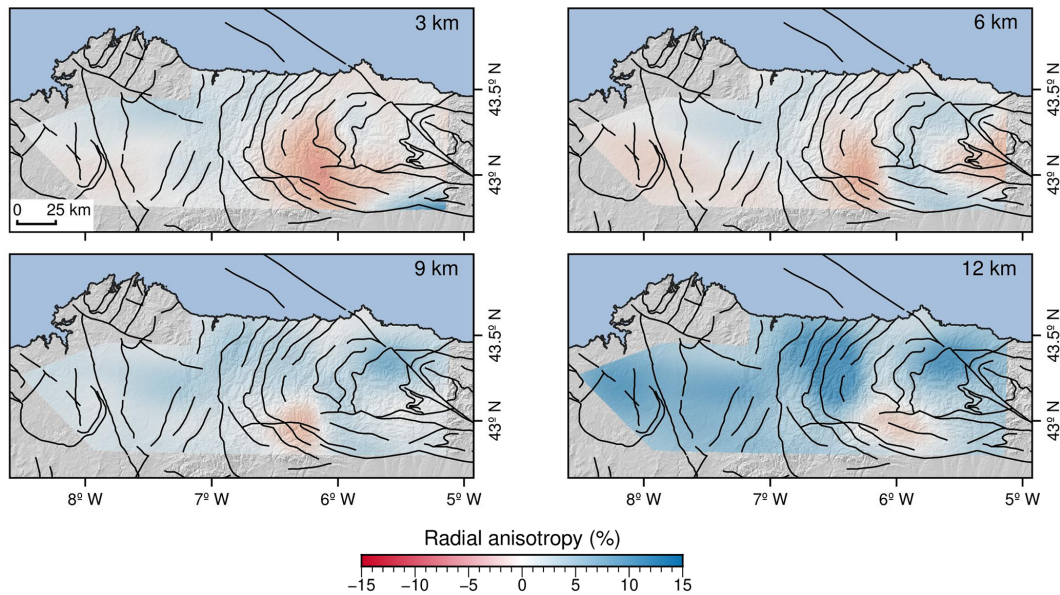 3 km
6 km
43.5º N
43.5º N
43º N
43º N
0 25 km
9 km
12 km
43.5º N
43.5º N
43º N
43º N
8º W 7º W 6º W 5º W
8º W 7º W 6º W 5º W
Radial anisotropy (%)
−15 −10 −5 0 5 10 15